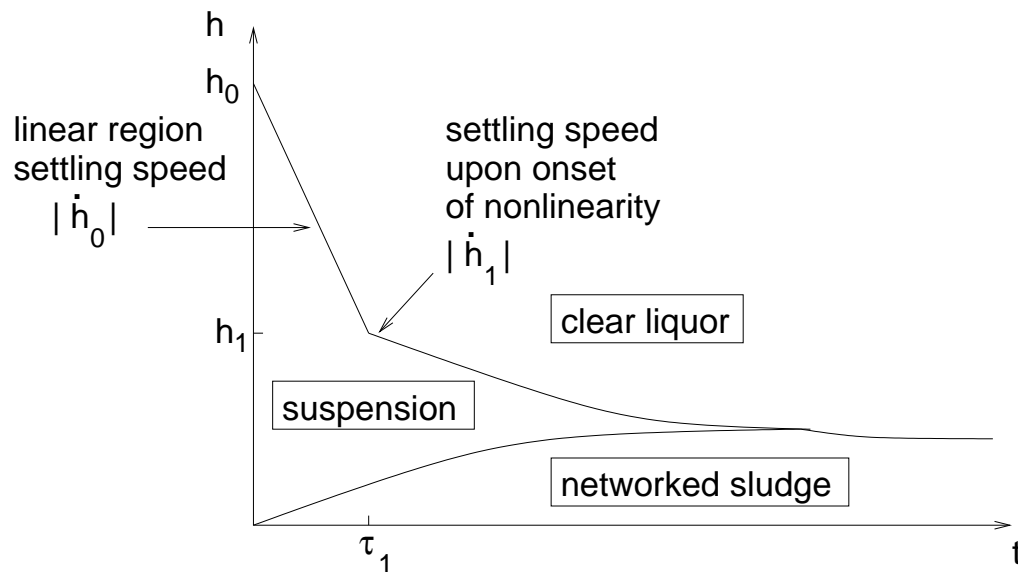 h
h₀
linear region
settling speed
| ḣ₀|
settling speed
upon onset
of nonlinearity
| ḣ₁|
h₁
clear liquor
suspension
networked sludge
τ₁
t